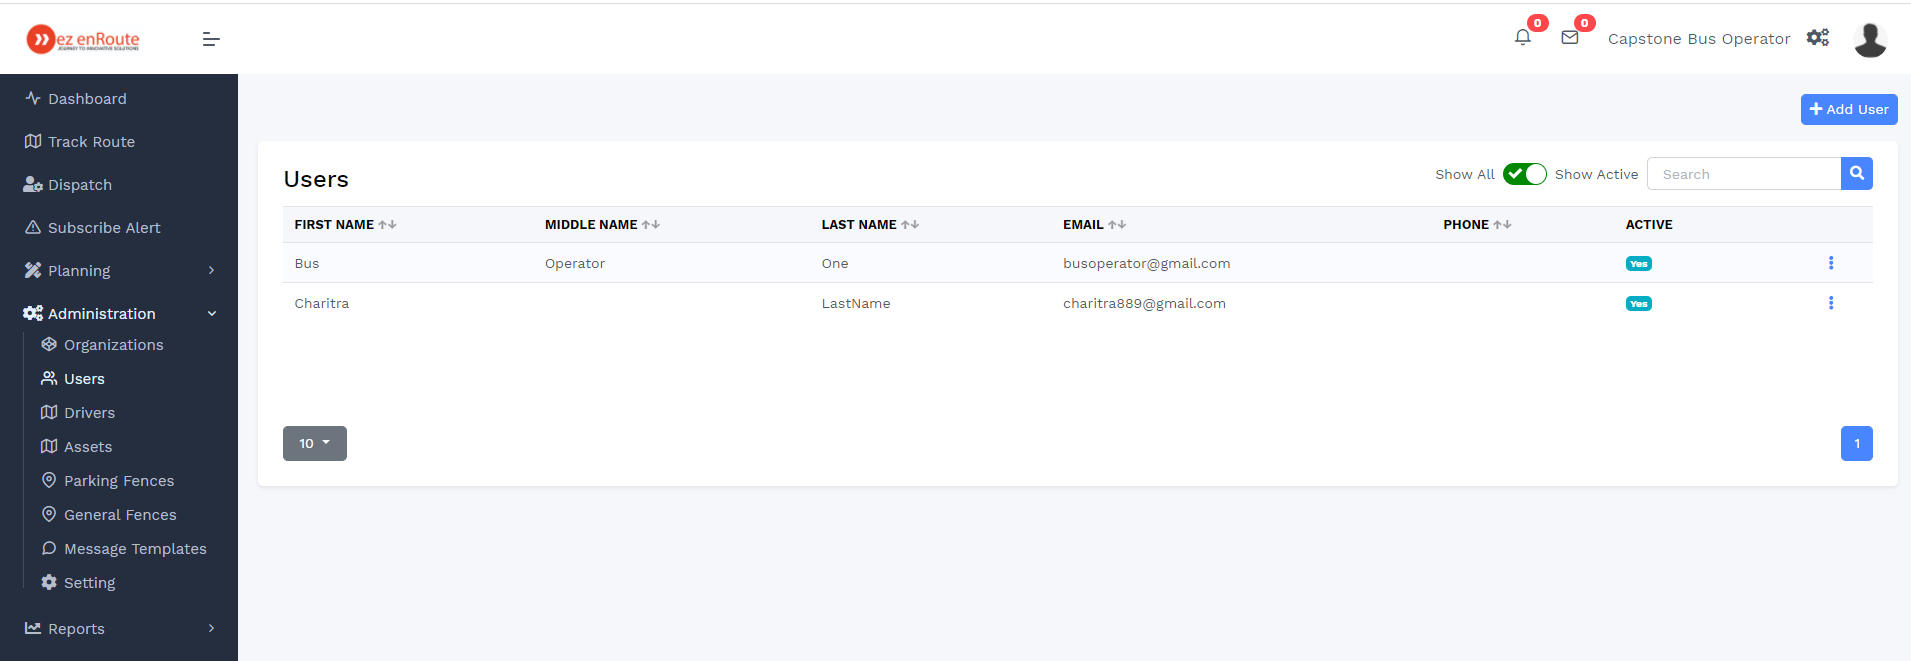 ez enRoute
JOURNEY TO INNOVATIVE SOLUTIONS
0
0
Capstone Bus Operator
Dashboard
Track Route
Dispatch
Subscribe Alert
Planning
Administration
Organizations
Users
Drivers
Assets
Parking Fences
General Fences
Message Templates
Setting
Reports
Add User
Users
Show All Show Active Search
FIRST NAME MIDDLE NAME LAST NAME EMAIL PHONE ACTIVE
Bus Operator One busoperator@gmail.com Yes
Charitra LastName charitra889@gmail.com Yes
10
1